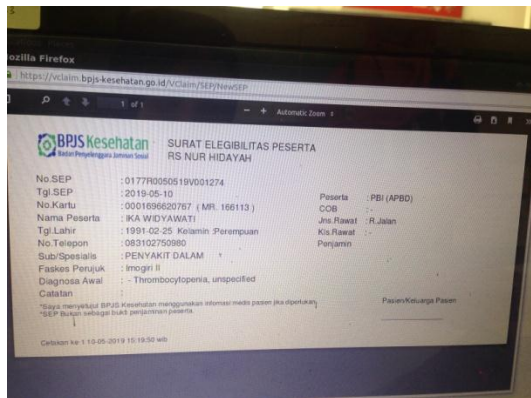 Mozilla Firefox
https://vclaim.bpjs-kesehatan.go.id/VClaim/SEP/NewSEP
1 of 1
Automatic Zoom
BPJS Kesehatan
Badan Penyelenggara Jaminan Sosial
SURAT ELEGIBILITAS PESERTA
RS NUR HIDAYAH
No.SEP : 0177R0050519V001274
Tgl.SEP : 2019-05-10
No.Kartu : 0001696620767 ( MR. 166113 )
Nama Peserta : IKA WIDYAWATI
Tgl.Lahir : 1991-02-25 Kelamin :Perempuan
No.Telepon : 083102750980
Sub/Spesialis : PENYAKIT DALAM
Faskes Perujuk : Imogiri II
Diagnosa Awal : - Thrombocytopenia, unspecified
Catatan :
Peserta : PBI (APBD)
COB : -
Jns.Rawat : R.Jalan
Kls.Rawat : -
Penjamin
*Saya menyetujui BPJS Kesehatan menggunakan informasi medis pasien jika diperlukan.
*SEP Bukan sebagai bukti penjaminan peserta.
Pasien/Keluarga Pasien
Cetakan ke 1 10-05-2019 15:19:50 wib